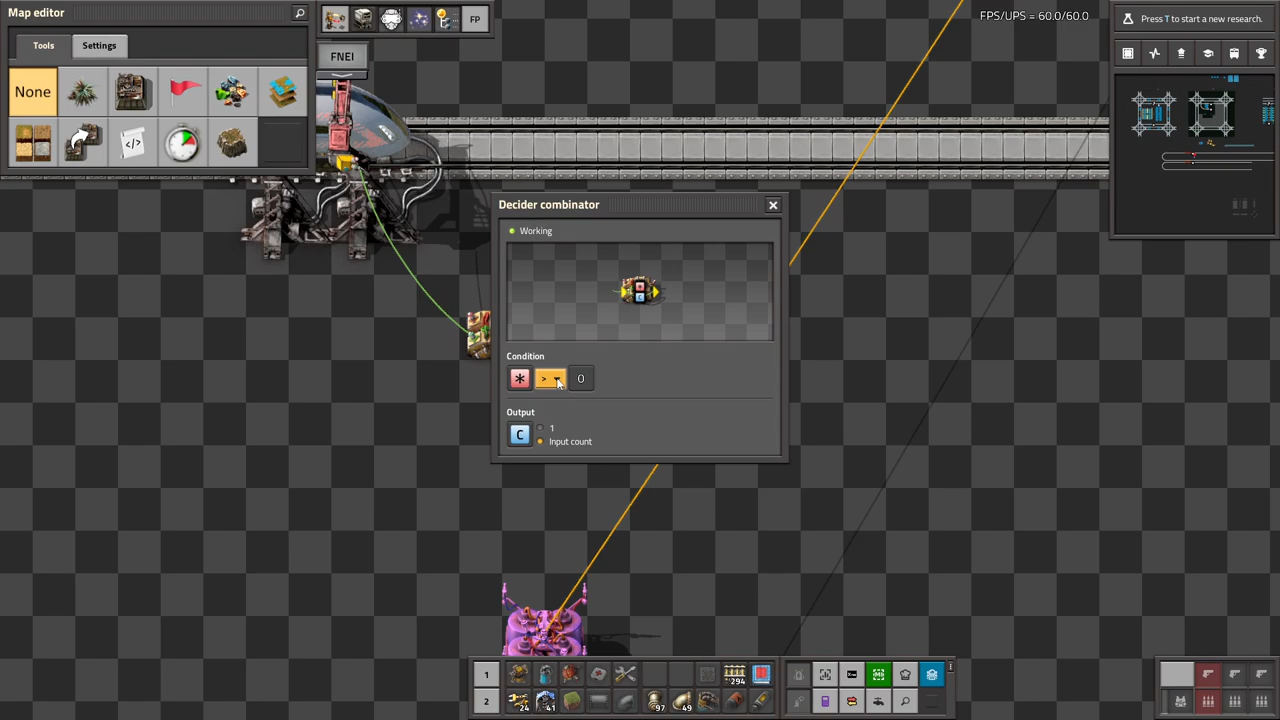 Map editor
Tools
Settings
None
</>
FP
FNEI
FPS/UPS = 60.0/60.0
Press T to start a new research.
Decider combinator
Working
Condition
>
0
Output
C
1
Input count
1
294
2
24
41
97
49